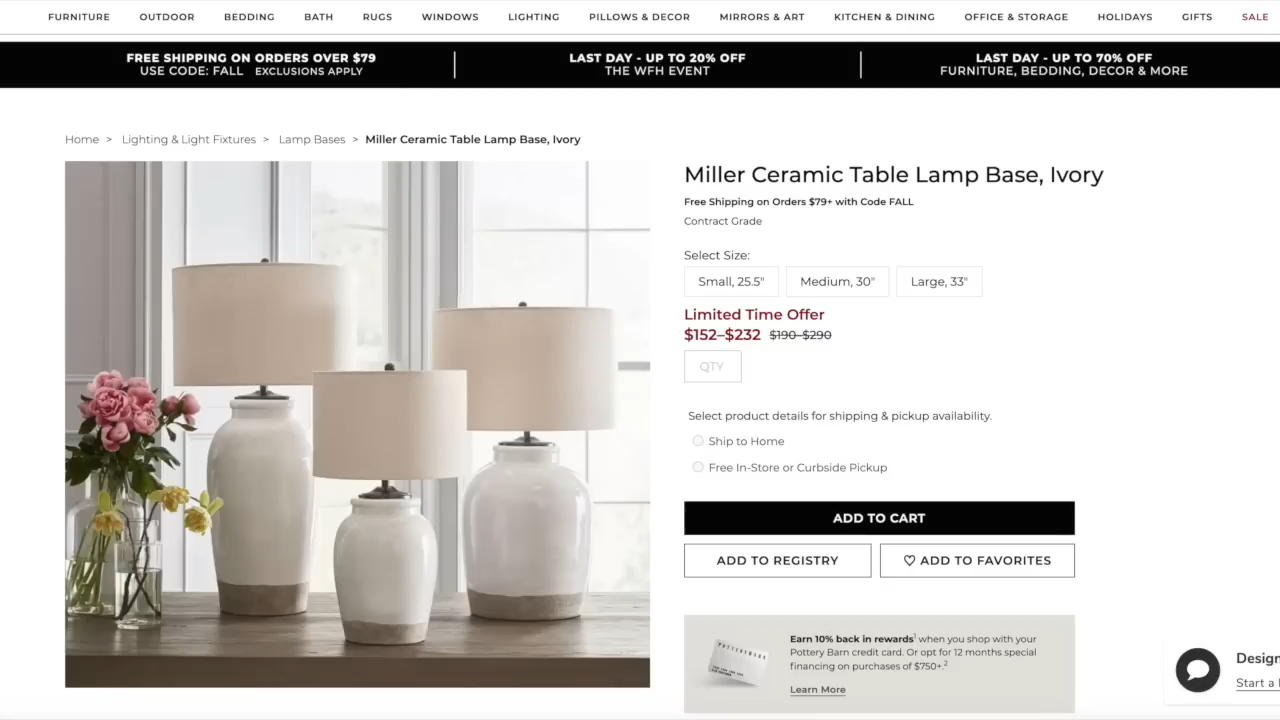 FURNITURE OUTDOOR BEDDING BATH RUGS WINDOWS LIGHTING PILLOWS & DECOR MIRRORS & ART KITCHEN & DINING OFFICE & STORAGE HOLIDAYS GIFTS SALE
FREE SHIPPING ON ORDERS OVER $79
USE CODE: FALL EXCLUSIONS APPLY
LAST DAY - UP TO 20% OFF
THE WFH EVENT
LAST DAY - UP TO 70% OFF
FURNITURE, BEDDING, DECOR & MORE
Home > Lighting & Light Fixtures > Lamp Bases > Miller Ceramic Table Lamp Base, Ivory
Miller Ceramic Table Lamp Base, Ivory
Free Shipping on Orders $79+ with Code FALL
Contract Grade
Select Size:
Small, 25.5" Medium, 30" Large, 33"
Limited Time Offer
$152–$232 $190–$290
QTY
Select product details for shipping & pickup availability.
Ship to Home
Free In-Store or Curbside Pickup
ADD TO CART
ADD TO REGISTRY ADD TO FAVORITES
POTTERY BARN
Earn 10% back in rewards1 when you shop with your
Pottery Barn credit card. Or opt for 12 months special
financing on purchases of $750+.2
Learn More
Design
Start a